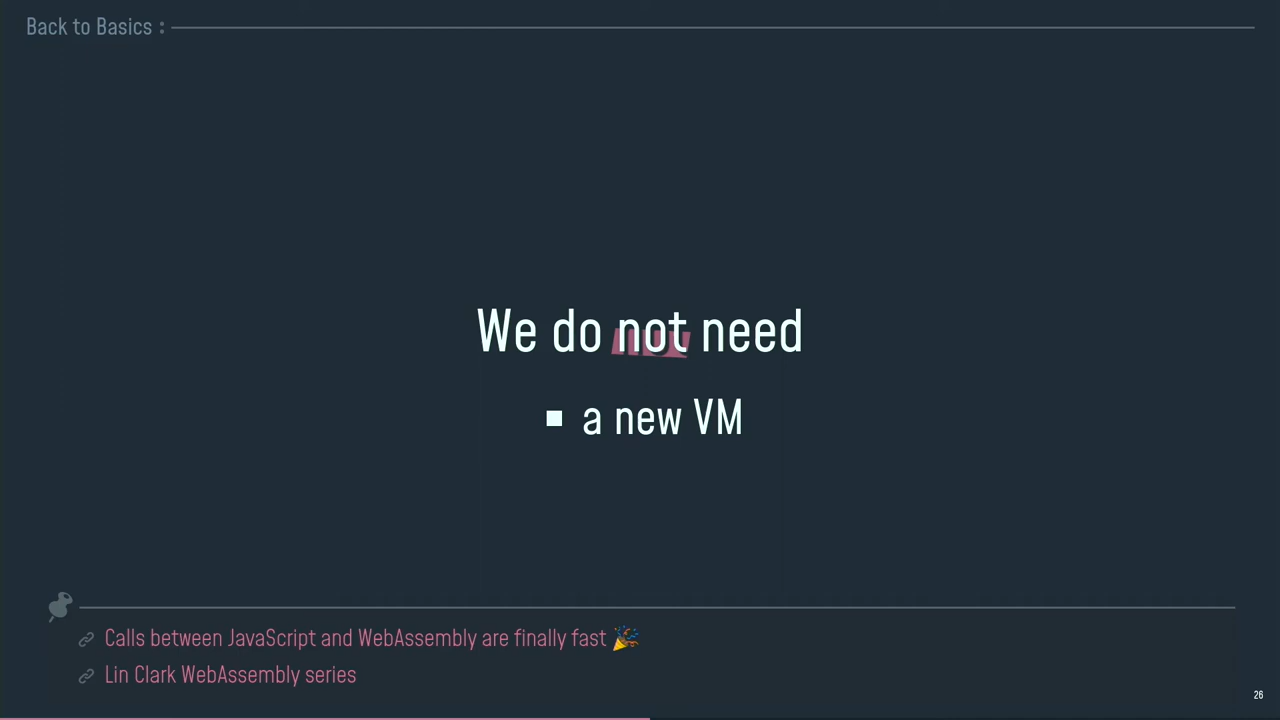 Back to Basics :
We do not need
▪ a new VM
Calls between JavaScript and WebAssembly are finally fast 🎉
Lin Clark WebAssembly series
26